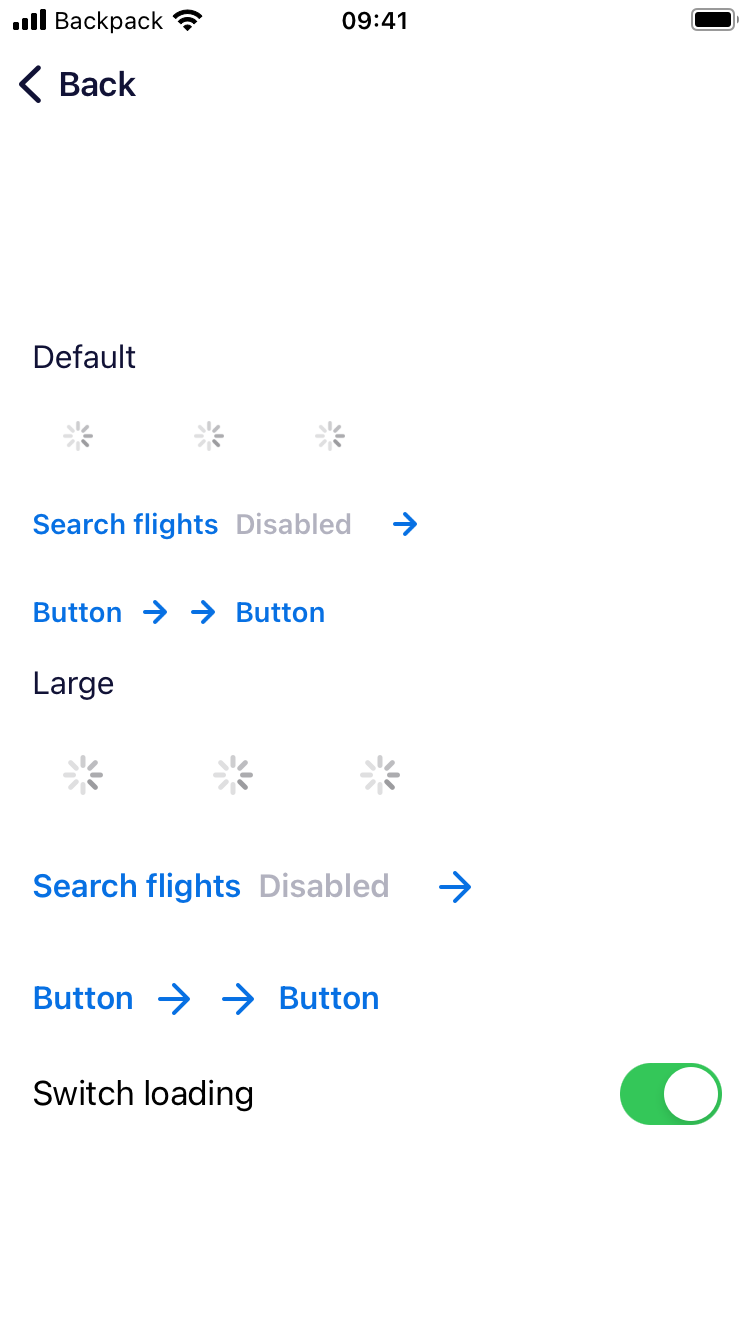 Backpack 09:41
Back
Default
Search flights Disabled
Button Button
Large
Search flights Disabled
Button Button
Switch loading